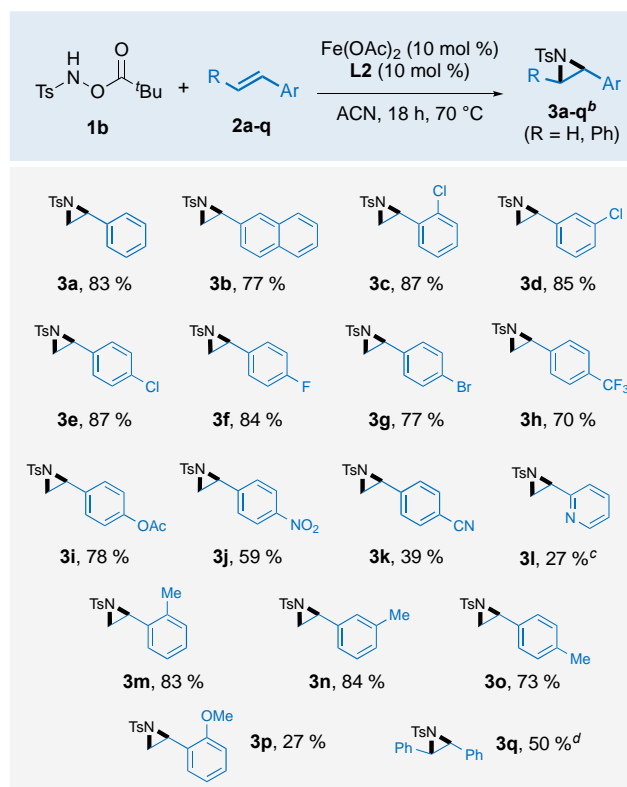 Ts N H O O tBu
1b
+
R Ar
2a-q
Fe(OAc)2 (10 mol %)
L2 (10 mol %)
ACN, 18 h, 70 °C
TsN R Ar
3a-q^b
(R = H, Ph)
TsN TsN Cl TsN TsN Cl
3a, 83 % 3b, 77 % 3c, 87 % 3d, 85 %
TsN Cl TsN F TsN Br TsN CF3
3e, 87 % 3f, 84 % 3g, 77 % 3h, 70 %
TsN OAc TsN NO2 TsN CN TsN N
3i, 78 % 3j, 59 % 3k, 39 % 3l, 27 %^c
TsN Me TsN Me TsN Me
3m, 83 % 3n, 84 % 3o, 73 %
TsN OMe 3p, 27 % TsN Ph Ph 3q, 50 %^d